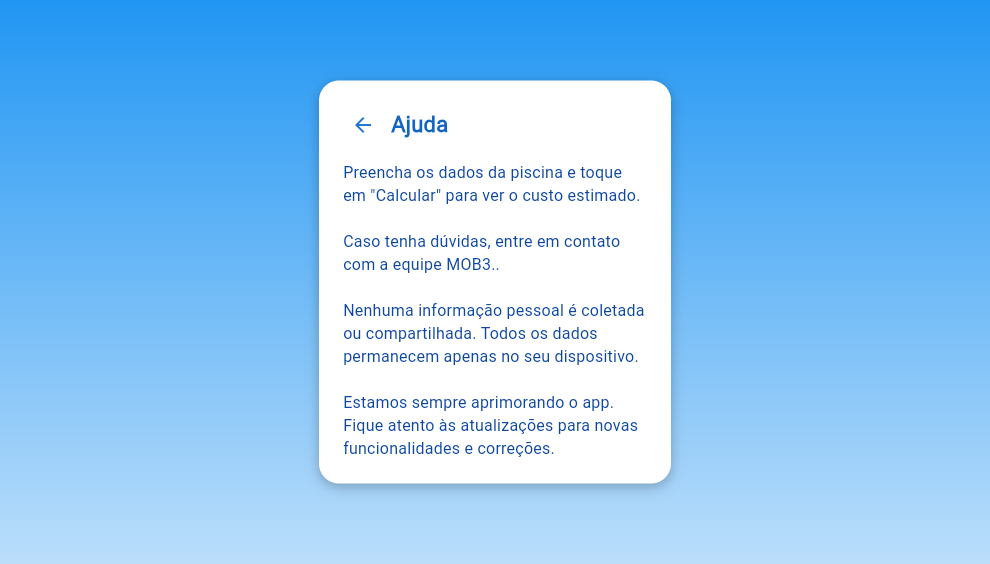 Ajuda
Preencha os dados da piscina e toque
em "Calcular" para ver o custo estimado.
Caso tenha dúvidas, entre em contato
com a equipe MOB3..
Nenhuma informação pessoal é coletada
ou compartilhada. Todos os dados
permanecem apenas no seu dispositivo.
Estamos sempre aprimorando o app.
Fique atento às atualizações para novas
funcionalidades e correções.